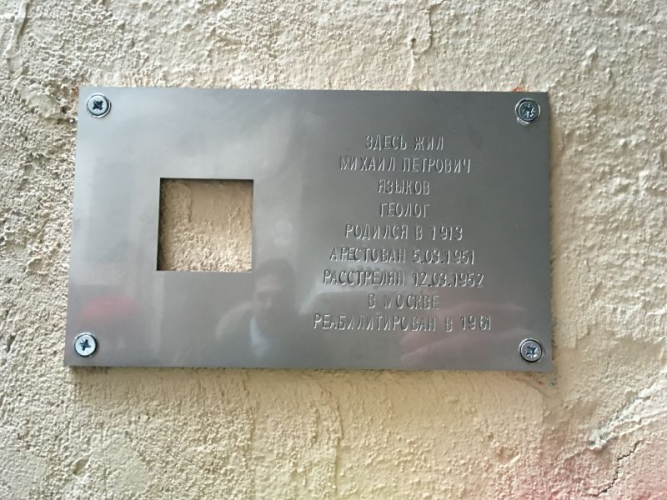 ЗДЕСЬ ЖИЛ
МИХАИЛ ПЕТРОВИЧ
ЯЗЫКОВ
ГЕОЛОГ
РОДИЛСЯ В 1913
АРЕСТОВАН 5.03.1951
РАССТРЕЛЯН 12.03.1952
В МОСКВЕ
РЕАБИЛИТИРОВАН В 1961